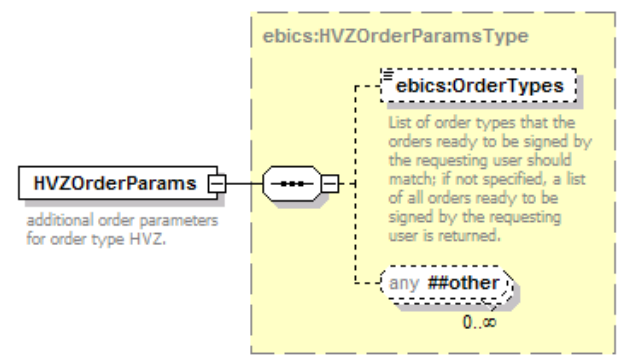 ebics:HVZOrderParamsType
ebics:OrderTypes
List of order types that the
orders ready to be signed by
the requesting user should
match; if not specified, a list
of all orders ready to be
signed by the requesting
user is returned.
HVZOrderParams
additional order parameters
for order type HVZ.
any ##other
0..∞